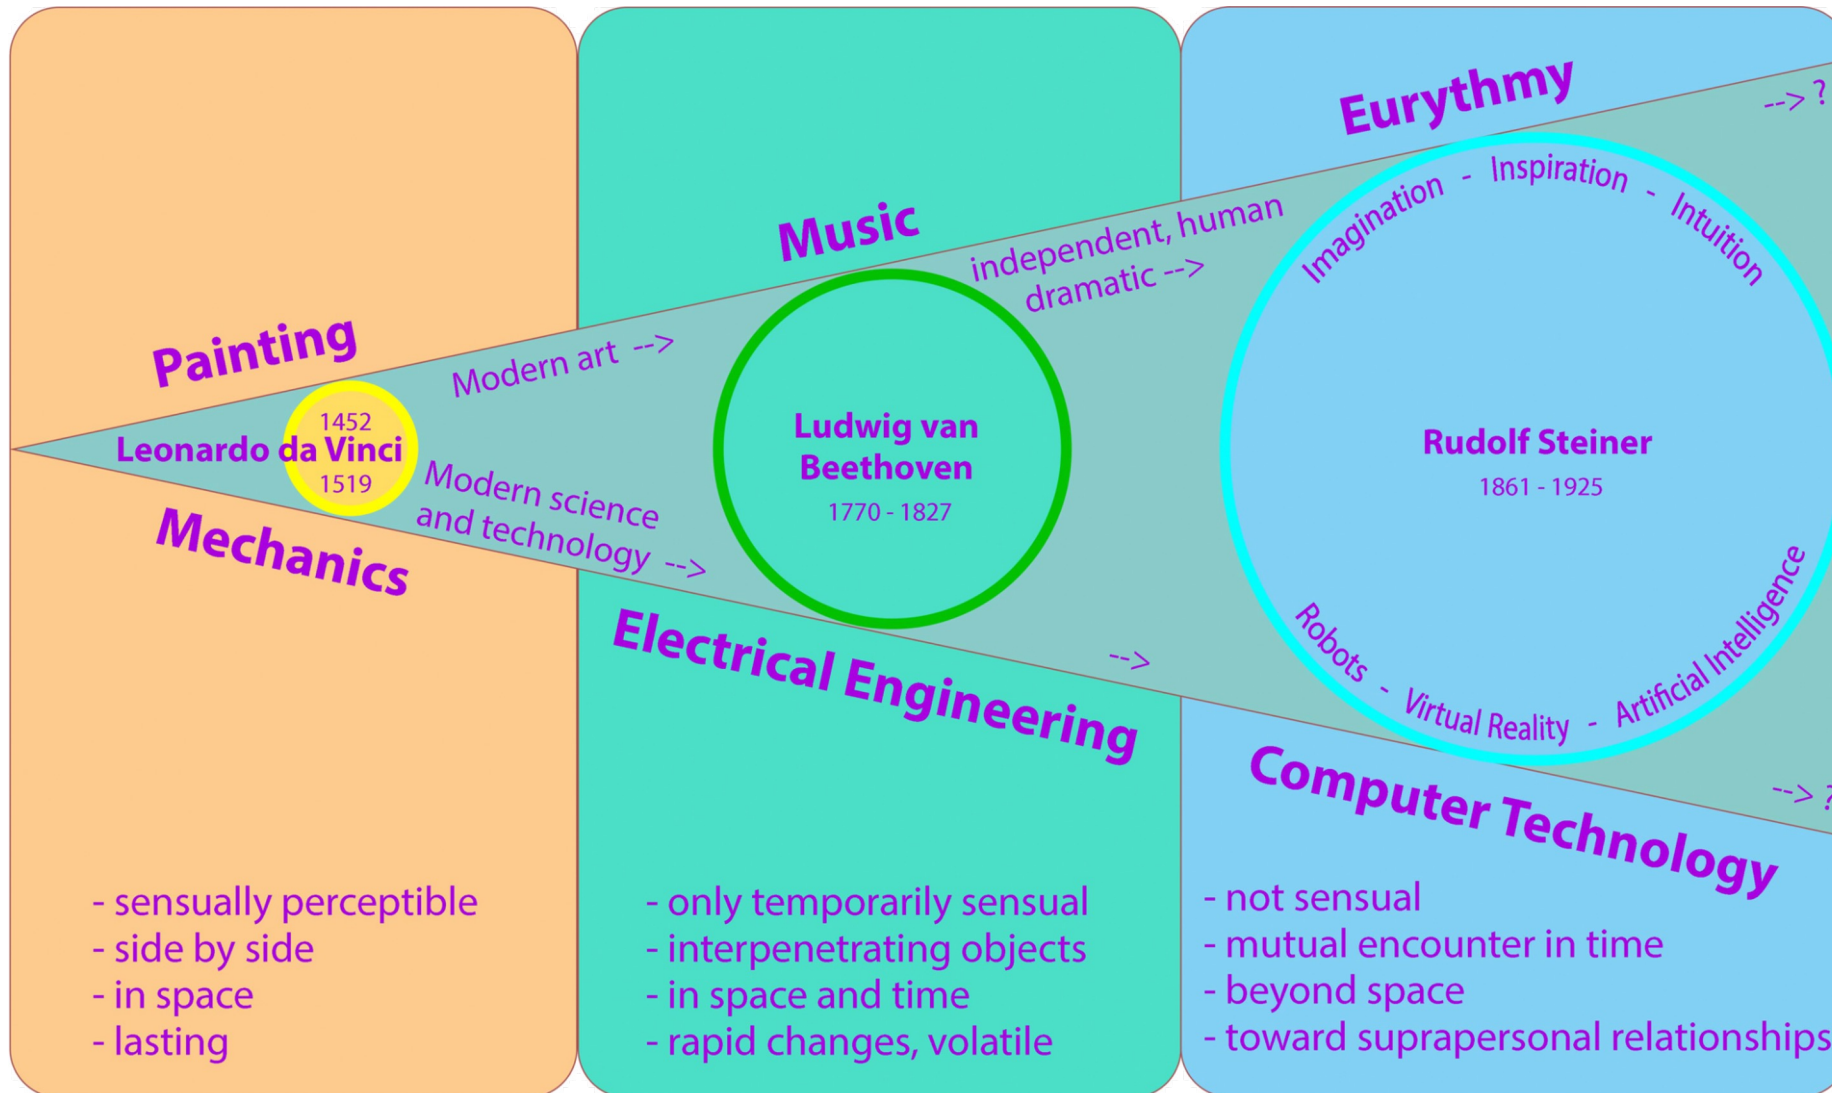 Painting
1452
Leonardo da Vinci
1519
Mechanics
Modern art -->
Modern science
and technology -->
- sensually perceptible
- side by side
- in space
- lasting
Music
independent, human
dramatic -->
Ludwig van
Beethoven
1770 - 1827
-->
Electrical Engineering
- only temporarily sensual
- interpenetrating objects
- in space and time
- rapid changes, volatile
Eurythmy
--> ?
Imagination - Inspiration - Intuition
Rudolf Steiner
1861 - 1925
Robots - Virtual Reality - Artificial Intelligence
--> ?
Computer Technology
- not sensual
- mutual encounter in time
- beyond space
- toward suprapersonal relationships